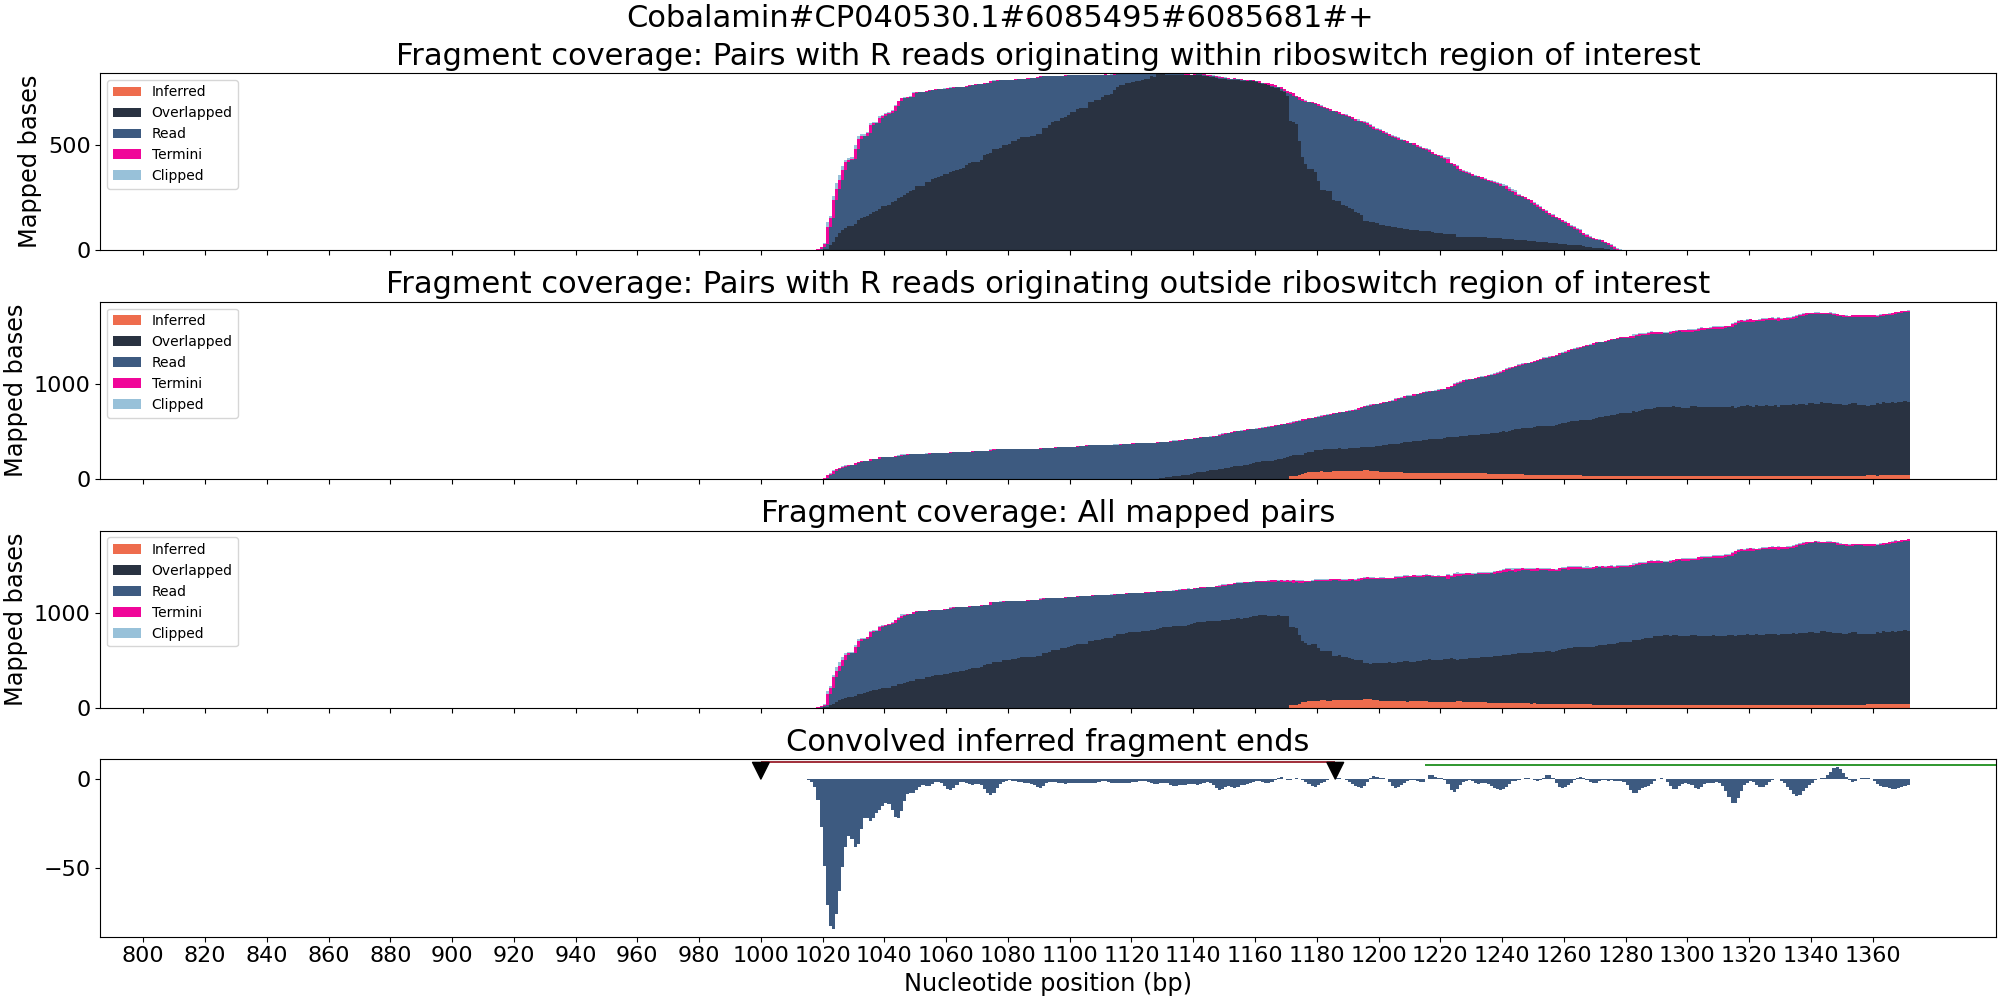 Cobalamin#CP040530.1#6085495#6085681#+
Fragment coverage: Pairs with R reads originating within riboswitch region of interest
Mapped bases
500
0
Inferred
Overlapped
Read
Termini
Clipped
Fragment coverage: Pairs with R reads originating outside riboswitch region of interest
Mapped bases
1000
0
Inferred
Overlapped
Read
Termini
Clipped
Fragment coverage: All mapped pairs
Mapped bases
1000
0
Inferred
Overlapped
Read
Termini
Clipped
Convolved inferred fragment ends
0
−50
800 820 840 860 880 900 920 940 960 980 1000 1020 1040 1060 1080 1100 1120 1140 1160 1180 1200 1220 1240 1260 1280 1300 1320 1340 1360
Nucleotide position (bp)